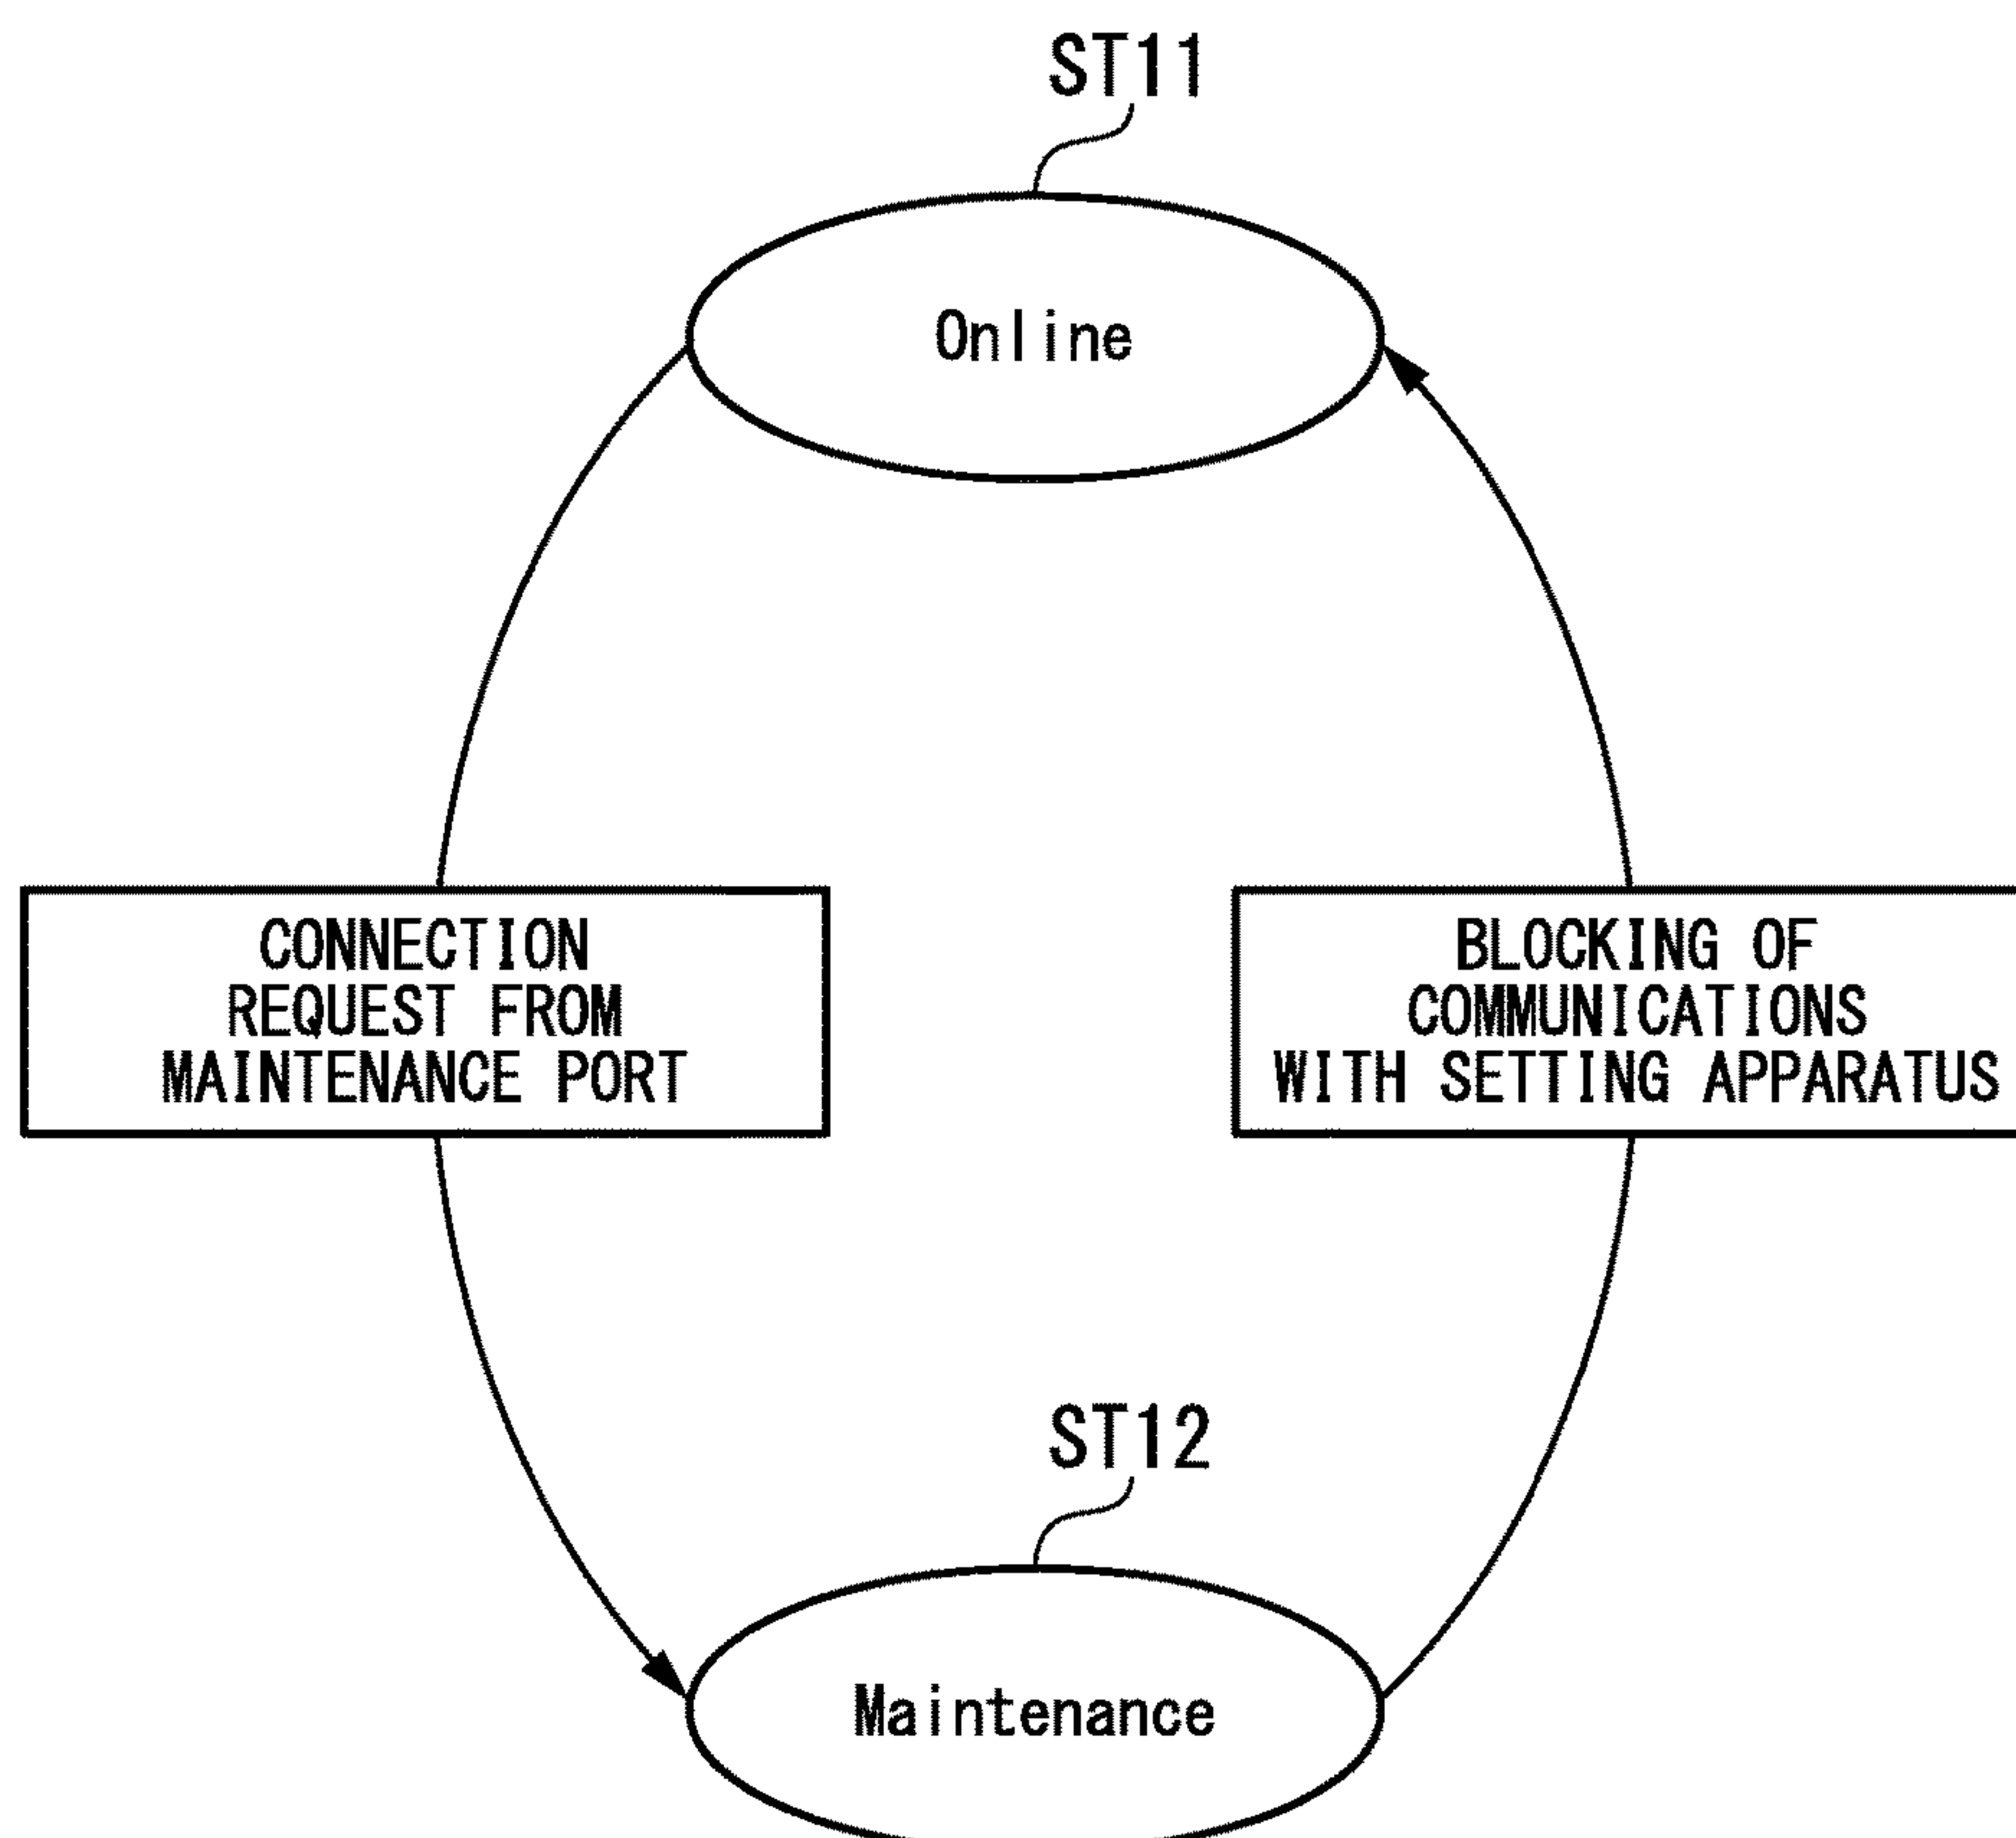 ST11
Online
CONNECTION
REQUEST FROM
MAINTENANCE PORT
BLOCKING OF
COMMUNICATIONS
WITH SETTING APPARATUS
ST12
Maintenance